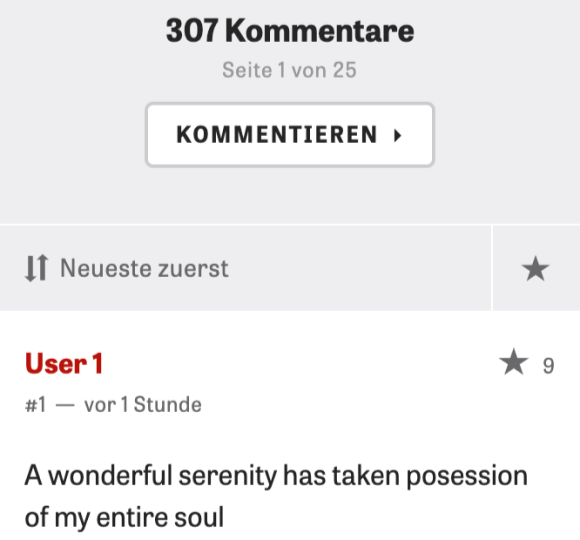 307 Kommentare
Seite 1 von 25
KOMMENTIEREN
Neueste zuerst
User 1
9
#1 — vor 1 Stunde
A wonderful serenity has taken posession
of my entire soul